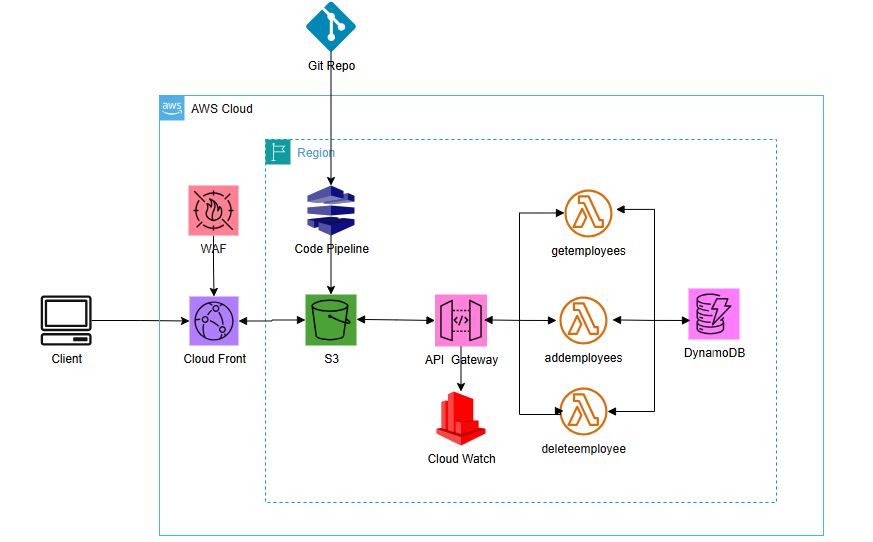 Git Repo
aws
AWS Cloud
Region
WAF
Code Pipeline
getemployees
Client
Cloud Front
S3
</>
API  Gateway
addemployees
DynamoDB
Cloud Watch
deleteemployee